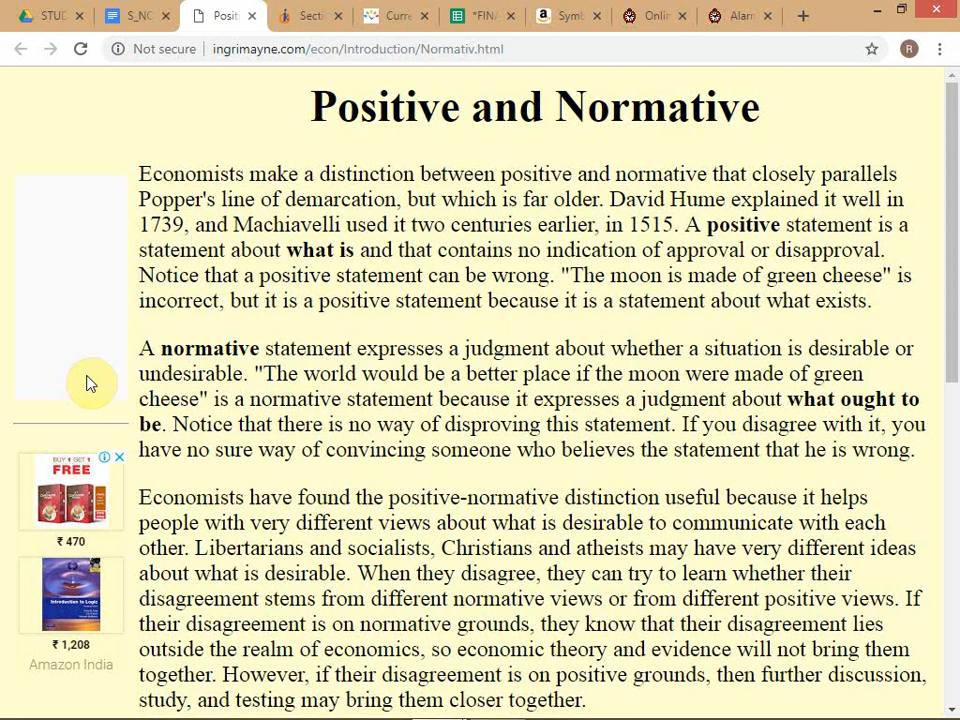 STUD
S_NC
Posit
Secti
Curre
*FINA
Symb
Onlin
Alarn
Not secure
ingrimayne.com/econ/Introduction/Normativ.html
R
Positive and Normative
Economists make a distinction between positive and normative that closely parallels
Popper's line of demarcation, but which is far older. David Hume explained it well in
1739, and Machiavelli used it two centuries earlier, in 1515. A positive statement is a
statement about what is and that contains no indication of approval or disapproval.
Notice that a positive statement can be wrong. "The moon is made of green cheese" is
incorrect, but it is a positive statement because it is a statement about what exists.
A normative statement expresses a judgment about whether a situation is desirable or
undesirable. "The world would be a better place if the moon were made of green
cheese" is a normative statement because it expresses a judgment about what ought to
be. Notice that there is no way of disproving this statement. If you disagree with it, you
have no sure way of convincing someone who believes the statement that he is wrong.
BUY 1 GET 1
FREE
₹ 470
Introduction to Logic
₹ 1,208
Amazon India
Economists have found the positive-normative distinction useful because it helps
people with very different views about what is desirable to communicate with each
other. Libertarians and socialists, Christians and atheists may have very different ideas
about what is desirable. When they disagree, they can try to learn whether their
disagreement stems from different normative views or from different positive views. If
their disagreement is on normative grounds, they know that their disagreement lies
outside the realm of economics, so economic theory and evidence will not bring them
together. However, if their disagreement is on positive grounds, then further discussion,
study, and testing may bring them closer together.